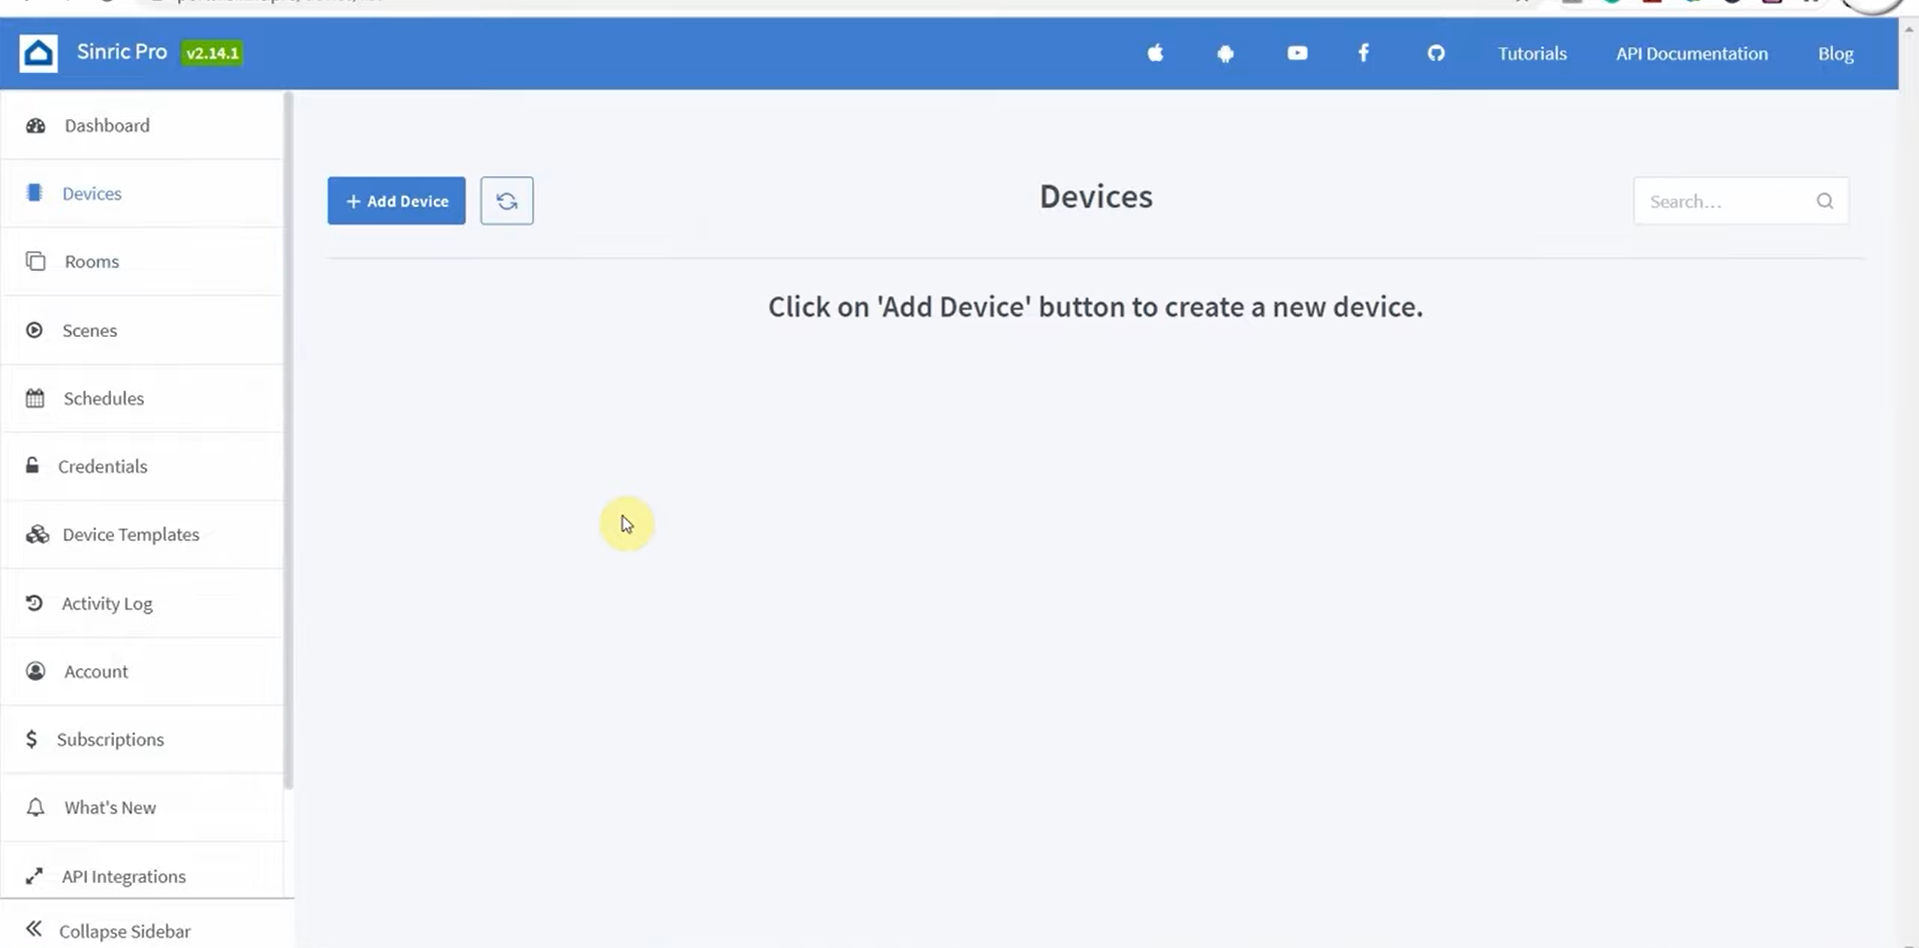 Sinric Pro v2.14.1
Tutorials
API Documentation
Blog
Dashboard
Devices
Rooms
Scenes
Schedules
Credentials
Device Templates
Activity Log
Account
$ Subscriptions
What's New
API Integrations
Collapse Sidebar
+ Add Device
Devices
Search...
Click on 'Add Device' button to create a new device.